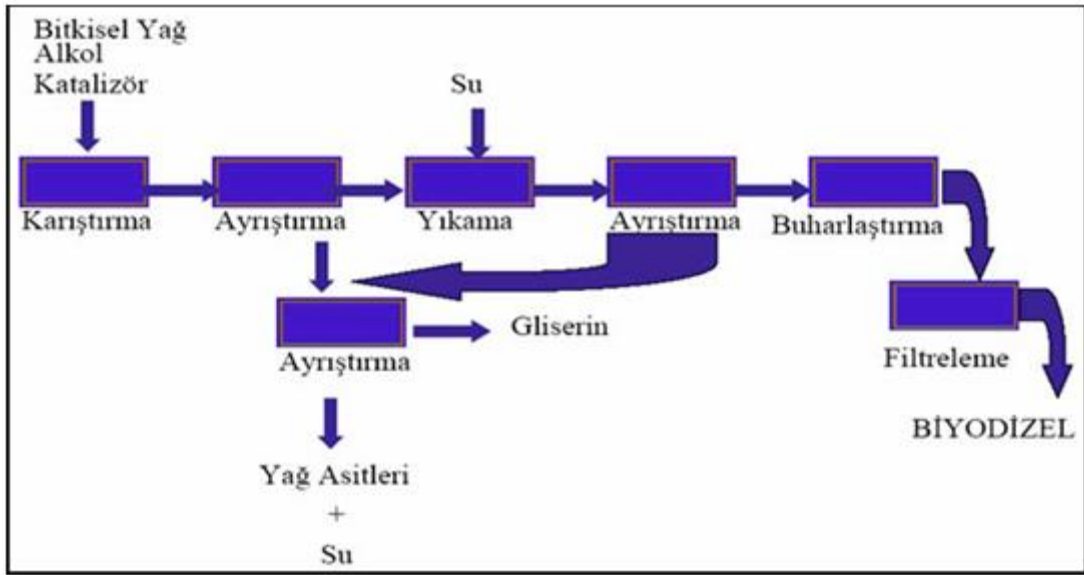 Bitkisel Yağ
Alkol
Katalizör
Su
Karıştırma
Ayrıştırma
Yıkama
Ayrıştırma
Buharlaştırma
Ayrıştırma
Gliserin
Filtreleme
BİYODİZEL
Yağ Asitleri
+
Su